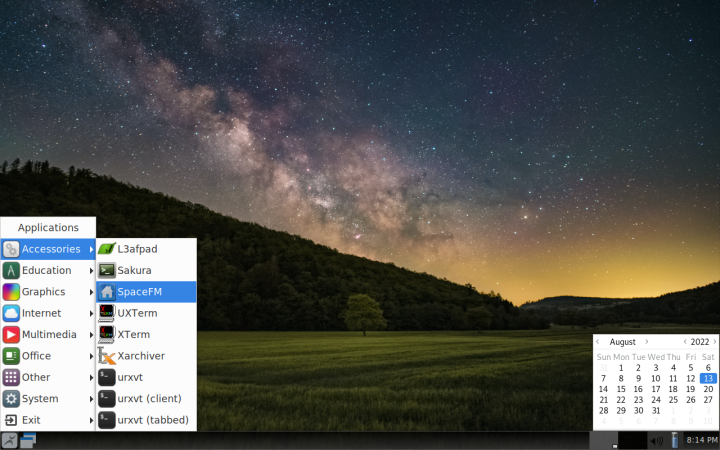 Applications
Accessories
Education
Graphics
Internet
Multimedia
Office
Other
System
Exit
L3afpad
Sakura
SpaceFM
UXTerm
XTerm
Xarchiver
urxvt
urxvt (client)
urxvt (tabbed)
August 2022
Sun Mon Tue Wed Thu Fri Sat
31 1 2 3 4 5 6
7 8 9 10 11 12 13
14 15 16 17 18 19 20
21 22 23 24 25 26 27
28 29 30 31 1 2 3
4 5 6 7 8 9 10
8:14 PM